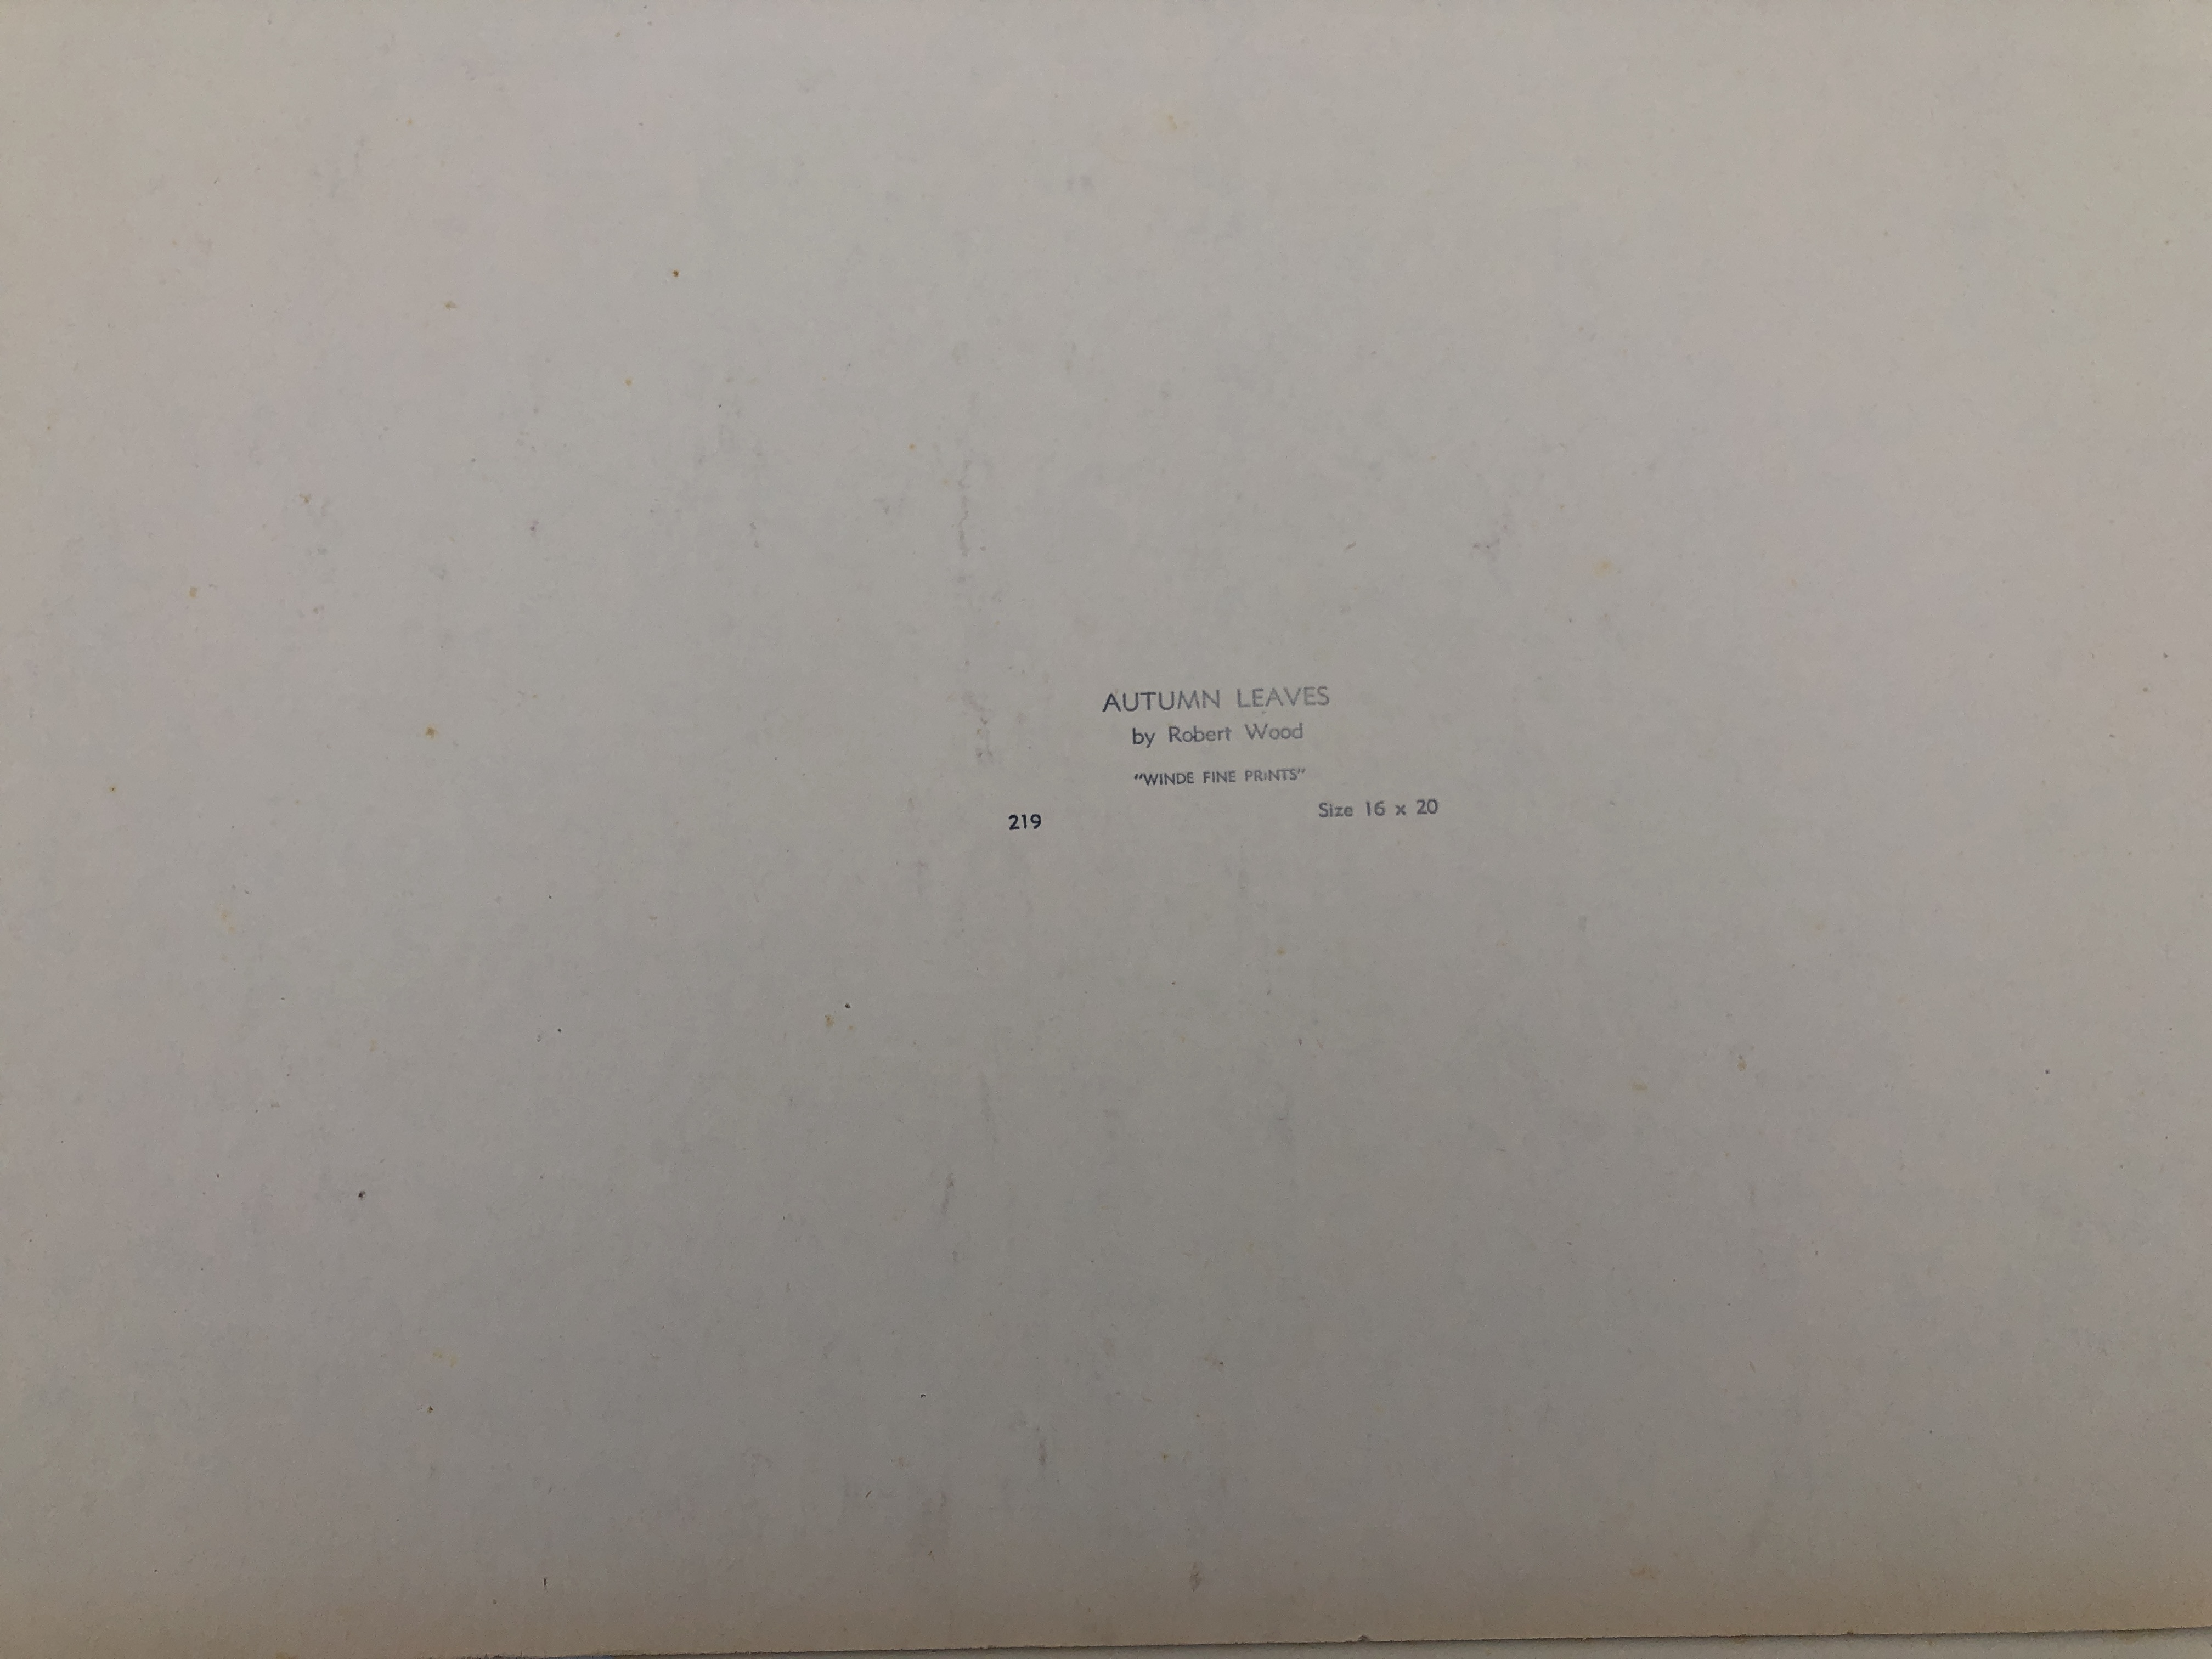 AUTUMN LEAVES
by Robert Wood
"WINDE FINE PRINTS"
219 Size 16 x 20